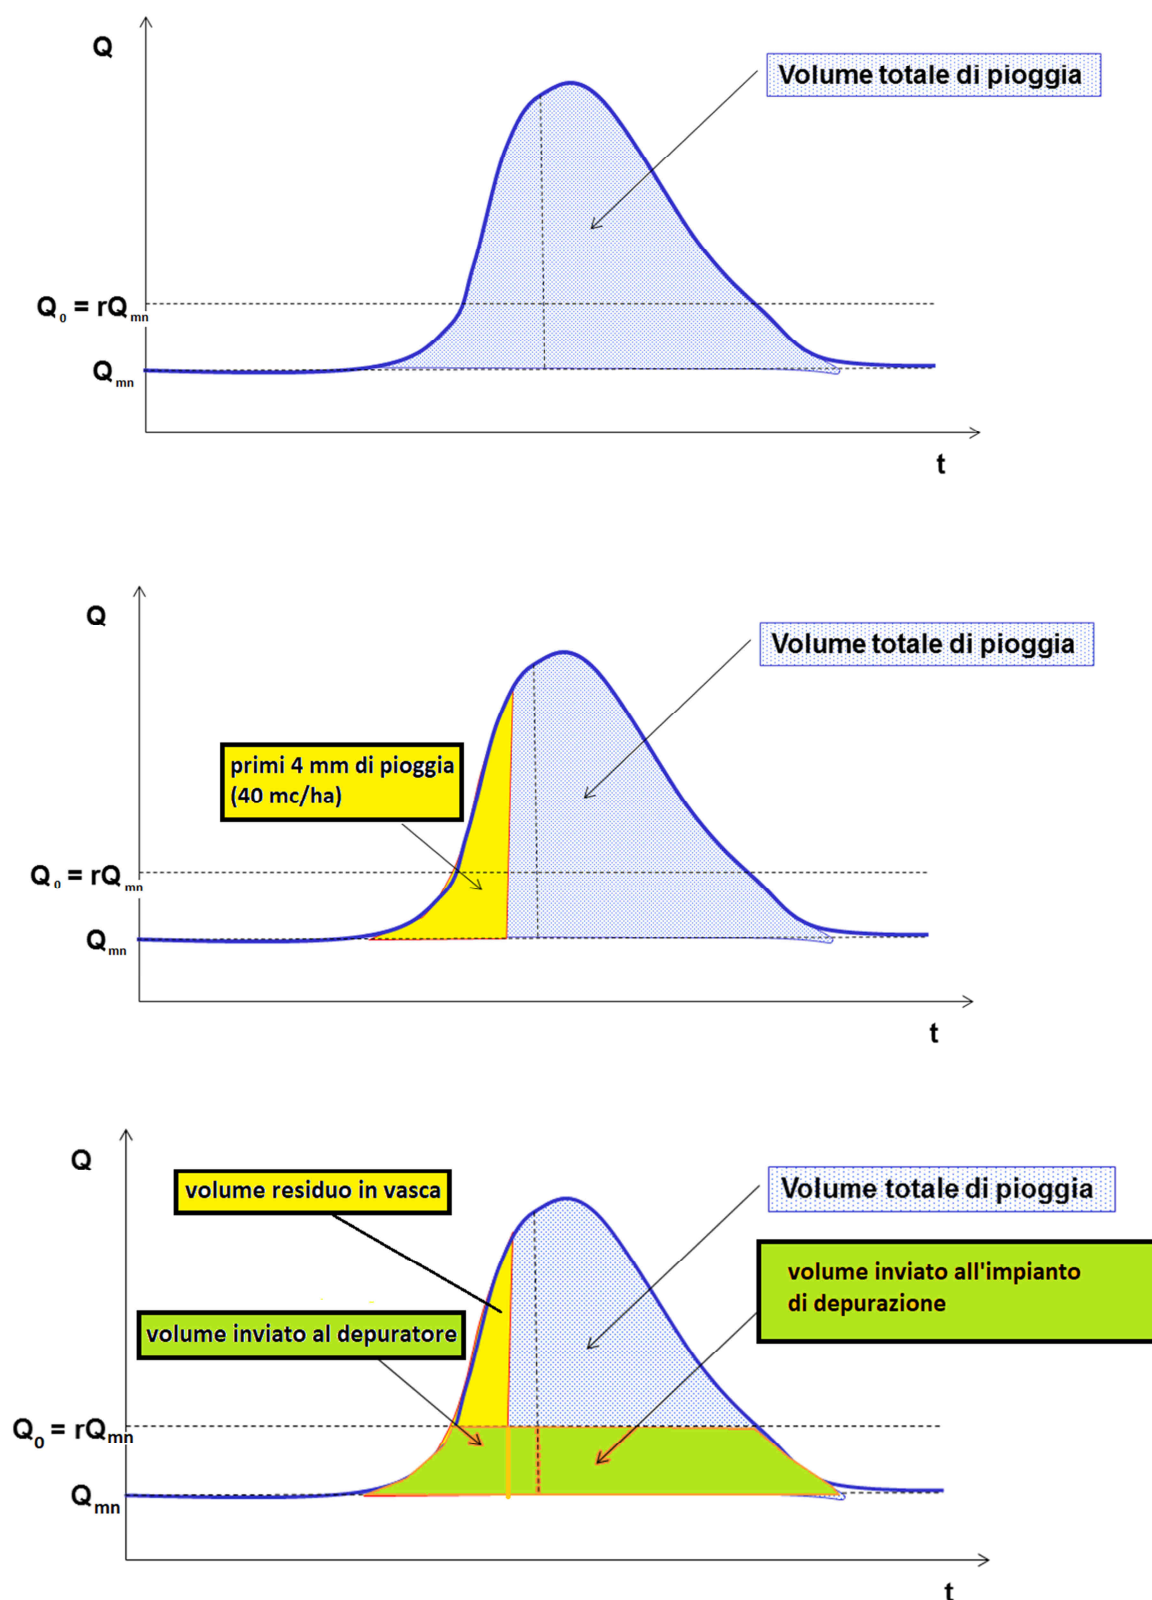 Q
Volume totale di pioggia
Q₀ = rQmn
Qmn
t
Q
Volume totale di pioggia
primi 4 mm di pioggia
(40 mc/ha)
Q₀ = rQmn
Qmn
t
Q
volume residuo in vasca
Volume totale di pioggia
volume inviato all'impianto
di depurazione
volume inviato al depuratore
Q₀ = rQmn
Qmn
t